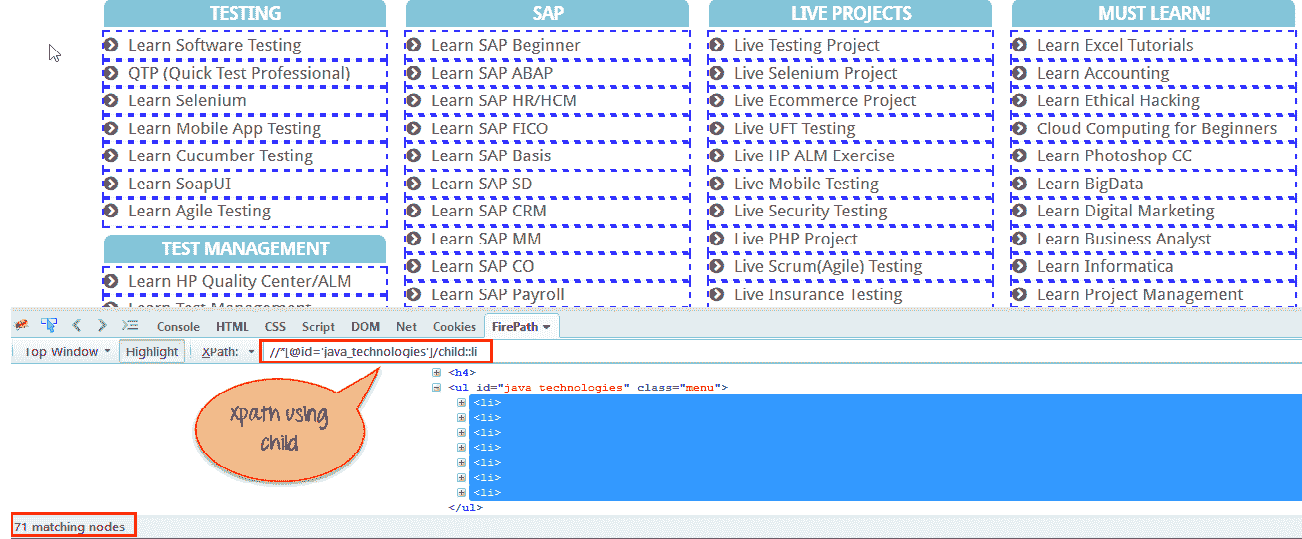 TESTING
Learn Software Testing
QTP (Quick Test Professional)
Learn Selenium
Learn Mobile App Testing
Learn Cucumber Testing
Learn SoapUI
Learn Agile Testing
TEST MANAGEMENT
Learn HP Quality Center/ALM
Learn Test Management
SAP
Learn SAP Beginner
Learn SAP ABAP
Learn SAP HR/HCM
Learn SAP FICO
Learn SAP Basis
Learn SAP SD
Learn SAP CRM
Learn SAP MM
Learn SAP CO
Learn SAP Payroll
LIVE PROJECTS
Live Testing Project
Live Selenium Project
Live Ecommerce Project
Live UFT Testing
Live HP ALM Exercise
Live Mobile Testing
Live Security Testing
Live PHP Project
Live Scrum(Agile) Testing
Live Insurance Testing
MUST LEARN!
Learn Excel Tutorials
Learn Accounting
Learn Ethical Hacking
Cloud Computing for Beginners
Learn Photoshop CC
Learn BigData
Learn Digital Marketing
Learn Business Analyst
Learn Informatica
Learn Project Management
Console HTML CSS Script DOM Net Cookies FirePath
Top Window Highlight XPath: //*[@id='java_technologies']/child::li
<h4>
<ul id="java_technologies" class="menu">
<li>
<li>
<li>
<li>
<li>
<li>
<li>
</ul>
Xpath using
child
71 matching nodes